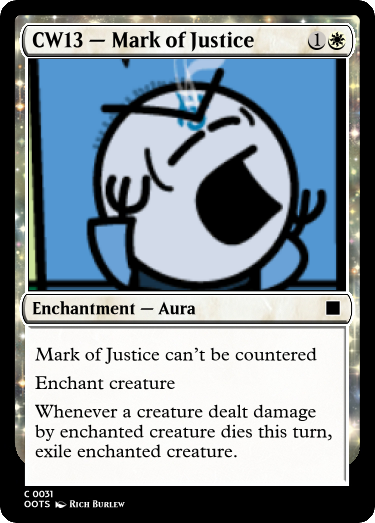 CW13 — Mark of Justice 1
Enchantment — Aura
Mark of Justice can't be countered
Enchant creature
Whenever a creature dealt damage
by enchanted creature dies this turn,
exile enchanted creature.
C 0031
OOTS Rich Burlew